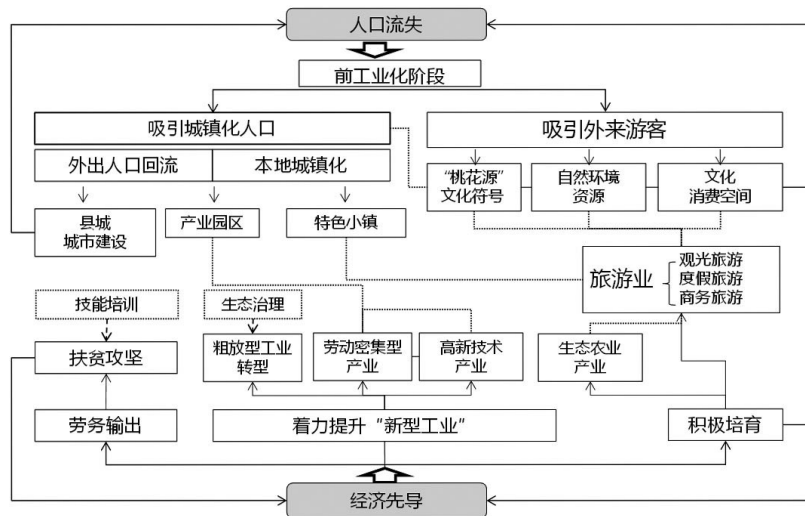 人口流失
前工业化阶段
吸引城镇化人口
吸引外来游客
外出人口回流
本地城镇化
“桃花源”
文化符号
自然环境
资源
文化
消费空间
县城
城市建设
产业园区
特色小镇
旅游业
观光旅游
度假旅游
商务旅游
技能培训
生态治理
扶贫攻坚
粗放型工业
转型
劳动密集型
产业
高新技术
产业
生态农业
产业
劳务输出
着力提升“新型工业”
积极培育
经济先导